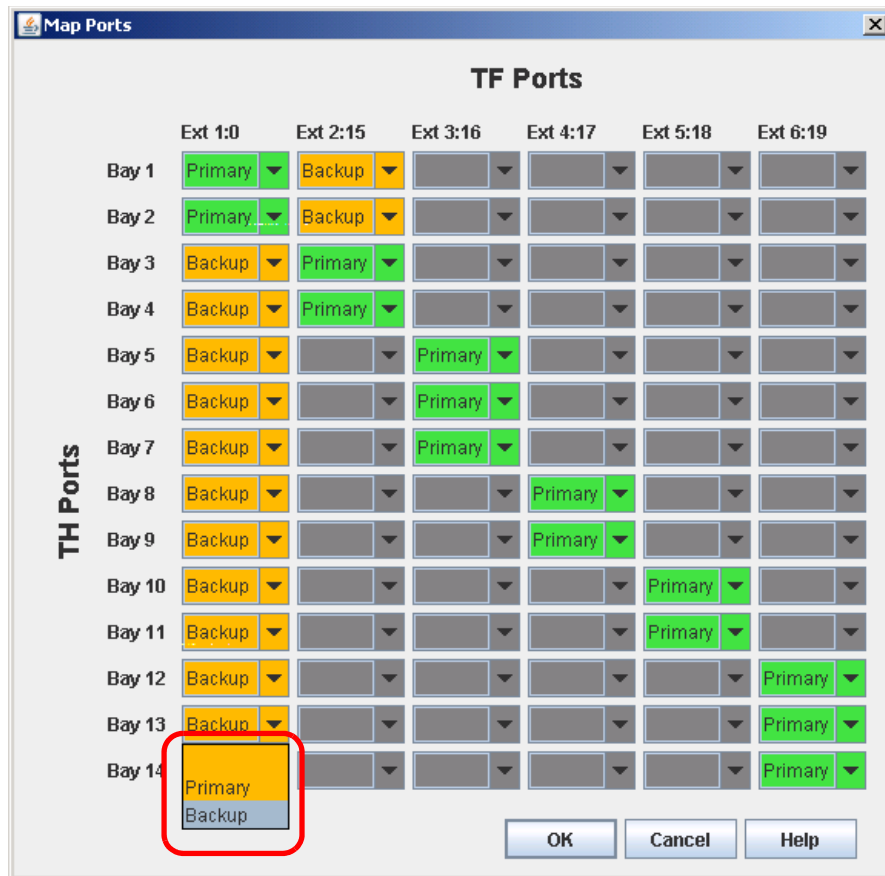 Map Ports
TF Ports
Ext 1:0 Ext 2:15 Ext 3:16 Ext 4:17 Ext 5:18 Ext 6:19
TH Ports
Bay 1 Primary Backup
Bay 2 Primary Backup
Bay 3 Backup Primary
Bay 4 Backup Primary
Bay 5 Backup Primary
Bay 6 Backup Primary
Bay 7 Backup Primary
Bay 8 Backup Primary
Bay 9 Backup Primary
Bay 10 Backup Primary
Bay 11 Backup Primary
Bay 12 Backup Primary
Bay 13 Backup Primary
Bay 14 Primary
Primary
Backup
OK Cancel Help